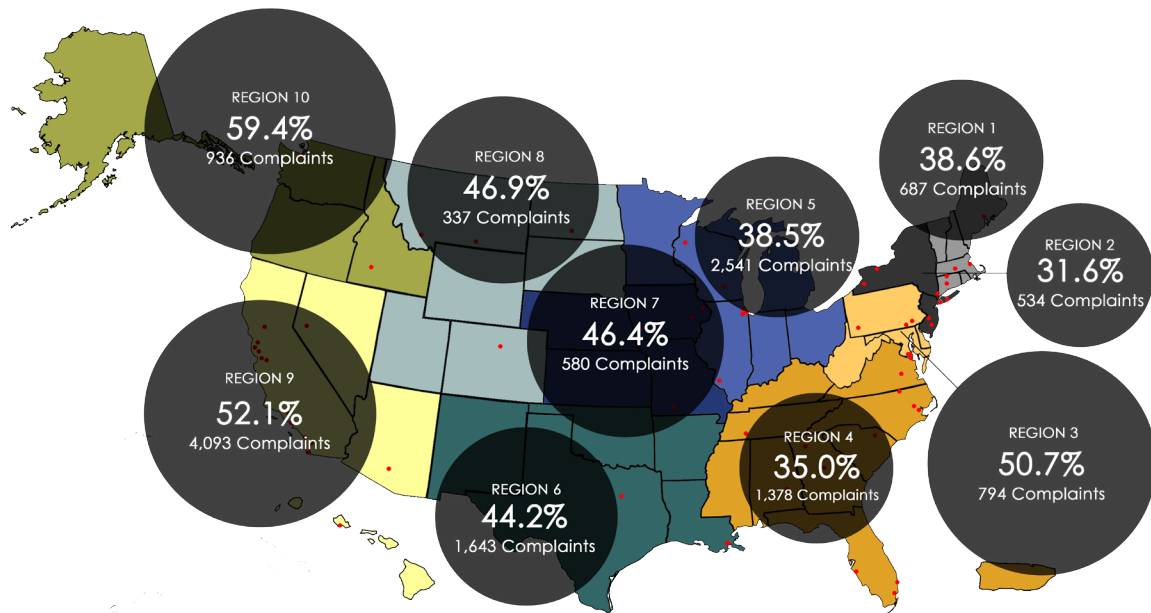 REGION 10
59.4%
936 Complaints
REGION 8
46.9%
337 Complaints
REGION 1
38.6%
687 Complaints
REGION 5
38.5%
2,541 Complaints
REGION 2
31.6%
534 Complaints
REGION 7
46.4%
580 Complaints
REGION 9
52.1%
4,093 Complaints
REGION 4
35.0%
1,378 Complaints
REGION 3
50.7%
794 Complaints
REGION 6
44.2%
1,643 Complaints